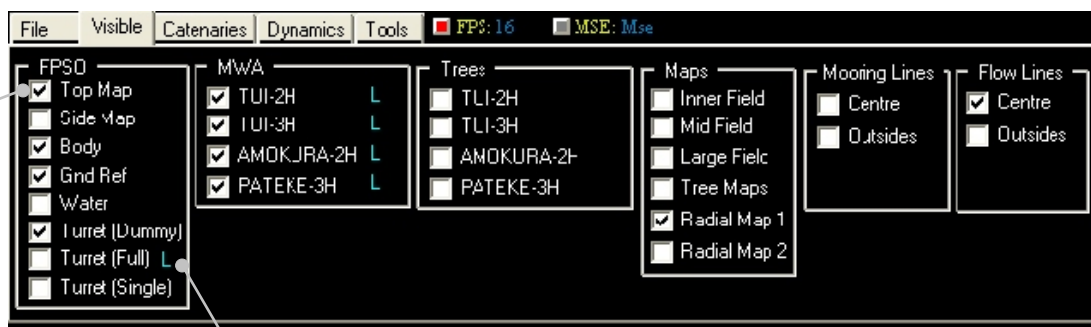 File Visible Catenaries Dynamics Tools FPS: 16 MSE: Mse
FPSO
Top Map
Side Map
Body
Gnd Ref
Water
Turret (Dummy)
Turret (Full) L
Turret (Single)
MWA
TUI-2H L
TUI-3H L
AMOKURA-2H L
PATEKE-3H L
Trees
TUI-2H
TUI-3H
AMOKURA-2H
PATEKE-3H
Maps
Inner Field
Mid Field
Large Field
Tree Maps
Radial Map 1
Radial Map 2
Mooring Lines
Centre
Outsides
Flow Lines
Centre
Outsides